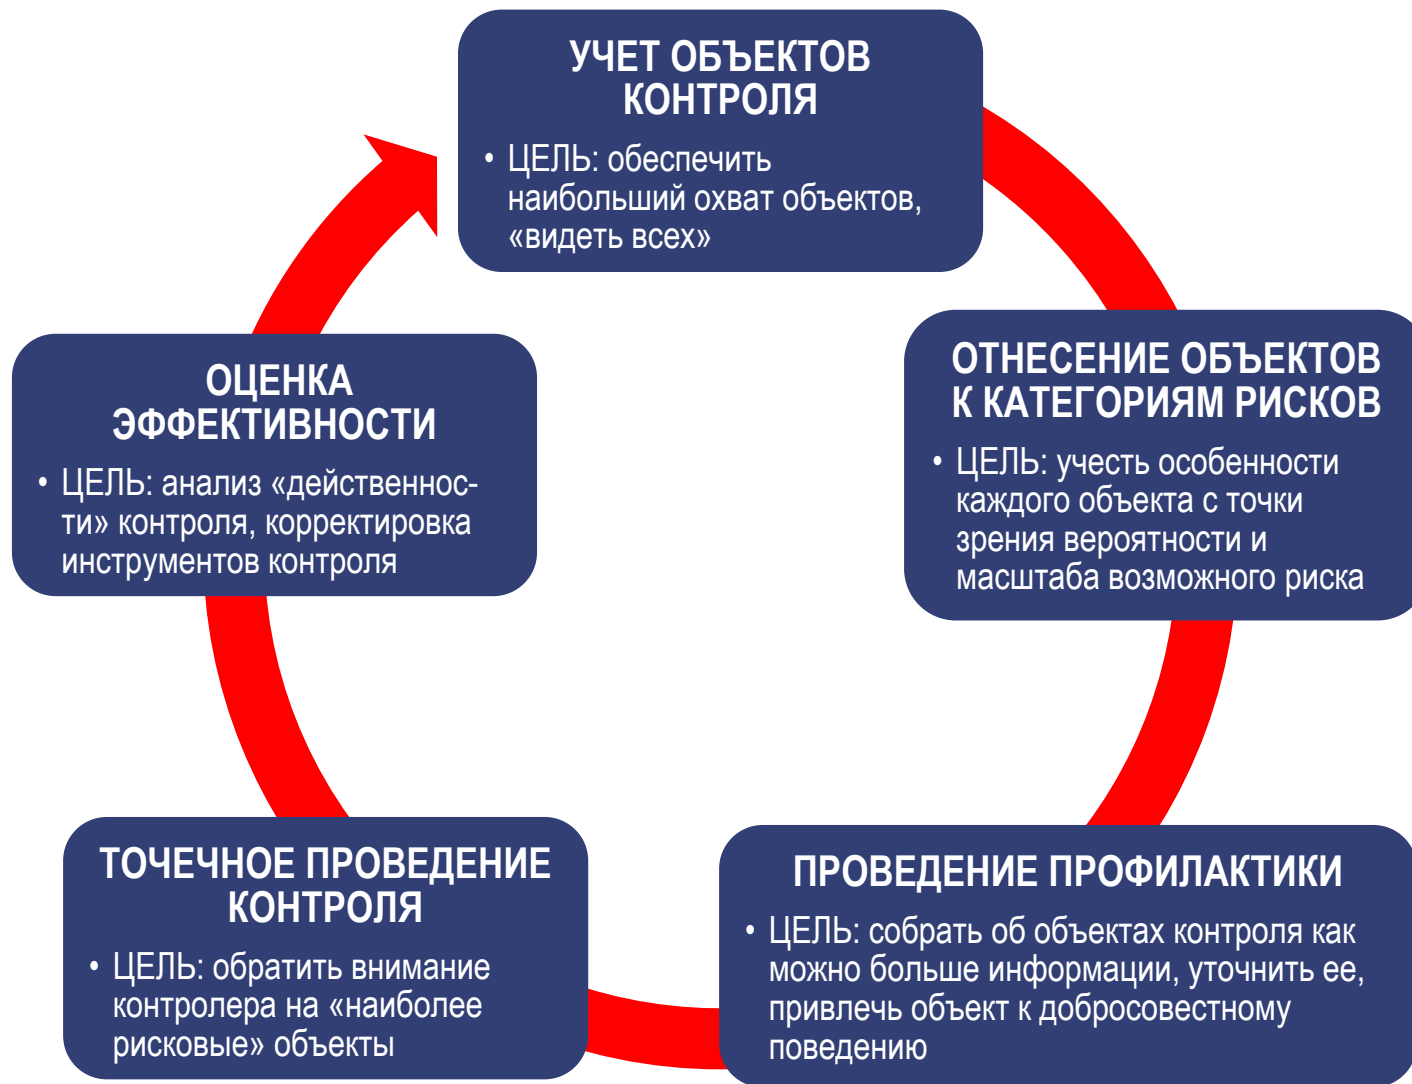 УЧЕТ ОБЪЕКТОВ
КОНТРОЛЯ
• ЦЕЛЬ: обеспечить
наибольший охват объектов,
«видеть всех»
ОТНЕСЕНИЕ ОБЪЕКТОВ
К КАТЕГОРИЯМ РИСКОВ
• ЦЕЛЬ: учесть особенности
каждого объекта с точки
зрения вероятности и
масштаба возможного риска
ПРОВЕДЕНИЕ ПРОФИЛАКТИКИ
• ЦЕЛЬ: собрать об объектах контроля как
можно больше информации, уточнить ее,
привлечь объект к добросовестному
поведению
ТОЧЕЧНОЕ ПРОВЕДЕНИЕ
КОНТРОЛЯ
• ЦЕЛЬ: обратить внимание
контролера на «наиболее
рисковые» объекты
ОЦЕНКА
ЭФФЕКТИВНОСТИ
• ЦЕЛЬ: анализ «действеннос-
ти» контроля, корректировка
инструментов контроля